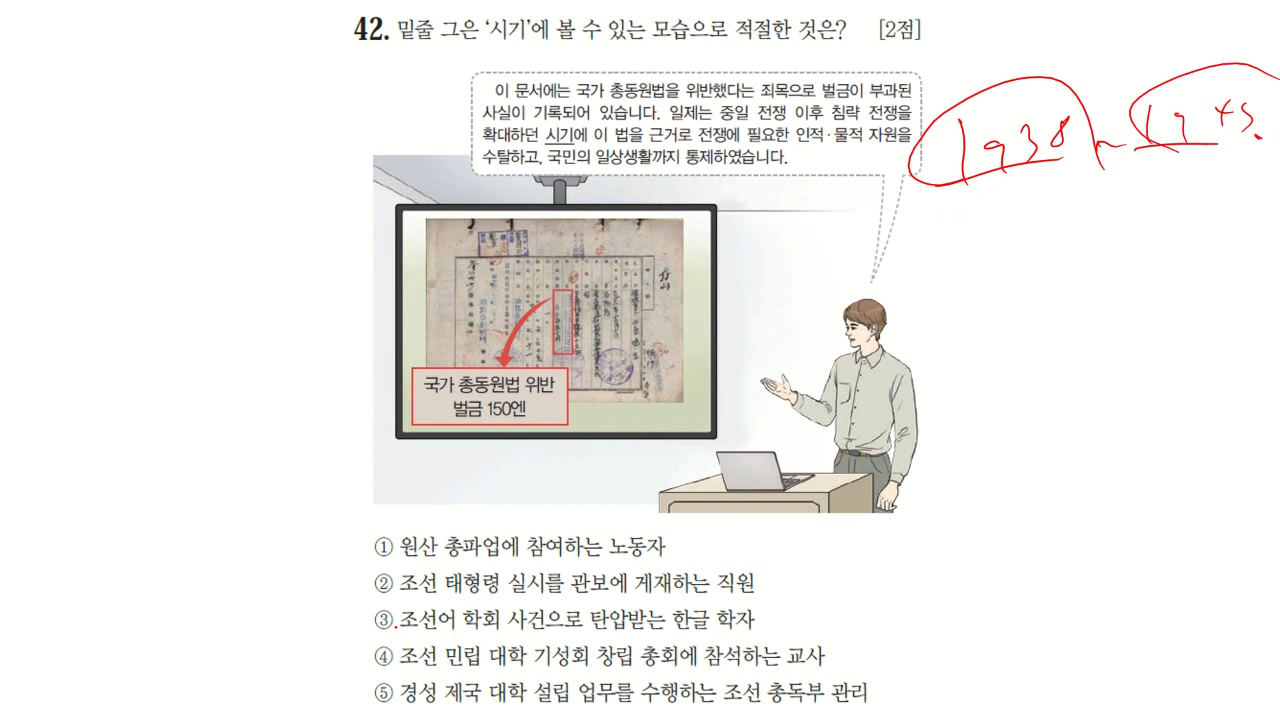 42. 밑줄 그은 ‘시기’에 볼 수 있는 모습으로 적절한 것은? [2점]
이 문서에는 국가 총동원법을 위반했다는 죄목으로 벌금이 부과된
사실이 기록되어 있습니다. 일제는 중일 전쟁 이후 침략 전쟁을
확대하던 시기에 이 법을 근거로 전쟁에 필요한 인적·물적 자원을
수탈하고, 국민의 일상생활까지 통제하였습니다.
1938 ~ 1945.
국가 총동원법 위반
벌금 150엔
① 원산 총파업에 참여하는 노동자
② 조선 태형령 실시를 관보에 게재하는 직원
③ 조선어 학회 사건으로 탄압받는 한글 학자
④ 조선 민립 대학 기성회 창립 총회에 참석하는 교사
⑤ 경성 제국 대학 설립 업무를 수행하는 조선 총독부 관리